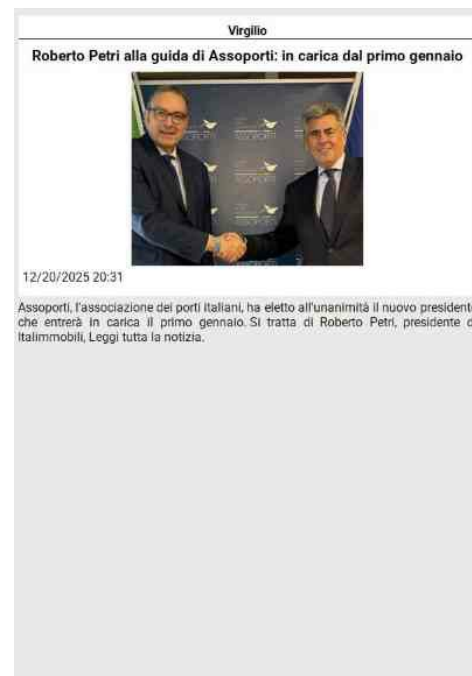 Virgilio
Roberto Petri alla guida di Assoporti: in carica dal primo gennaio
ASSOPORTI
12/20/2025 20:31
Assoporti, l'associazione dei porti italiani, ha eletto all'unanimità il nuovo president
che entrerà in carica il primo gennaio. Si tratta di Roberto Petri, presidente d
Italimmobili, Leggi tutta la notizia.